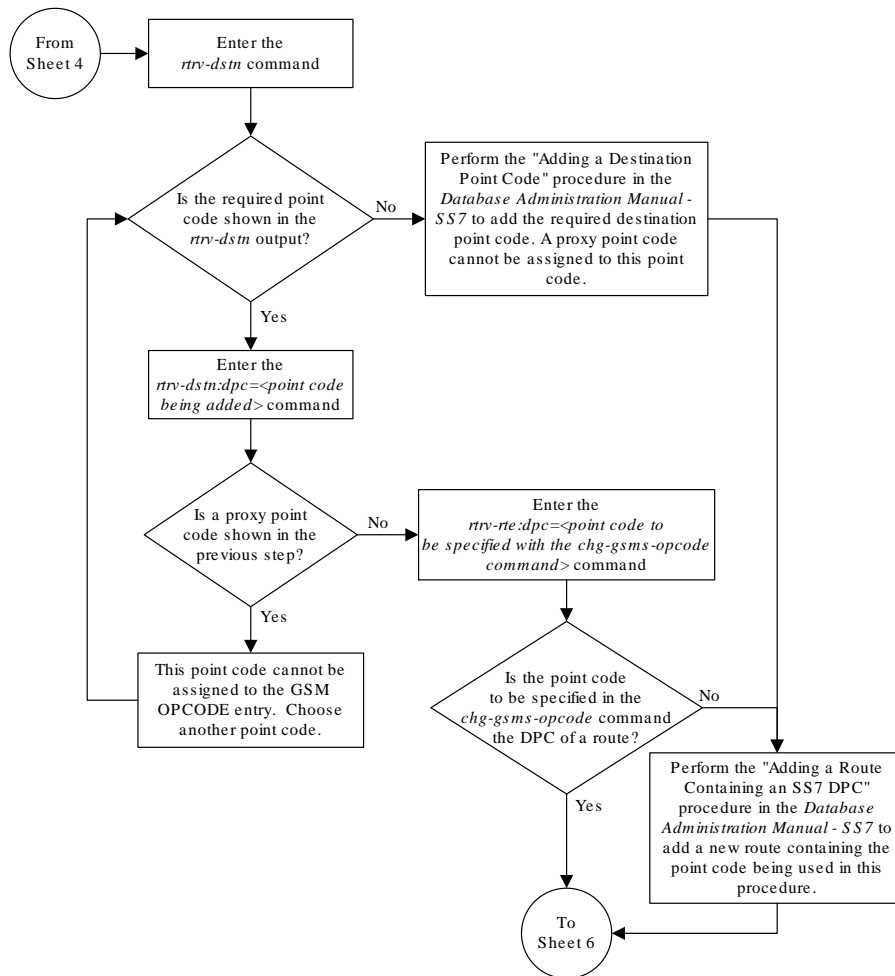 From
Sheet 4
Enter the
rtrv-dstn command
Is the required point
code shown in the
rtrv-dstn output?
No
Perform the "Adding a Destination
Point Code" procedure in the
Database Administration Manual -
SS7 to add the required destination
point code. A proxy point code
cannot be assigned to this point
code.
Yes
Enter the
rtrv-dstn:dpc=<point code
being added> command
Is a proxy point
code shown in the
previous step?
No
Enter the
rtrv-rte:dpc=<point code to
be specified with the chg-gsms-opcode
command> command
Yes
This point code cannot be
assigned to the GSM
OPCODE entry. Choose
another point code.
Is the point code
to be specified in the
chg-gsms-opcode command
the DPC of a route?
No
Perform the "Adding a Route
Containing an SS7 DPC"
procedure in the Database
Administration Manual - SS7 to
add a new route containing the
point code being used in this
procedure.
Yes
To
Sheet 6